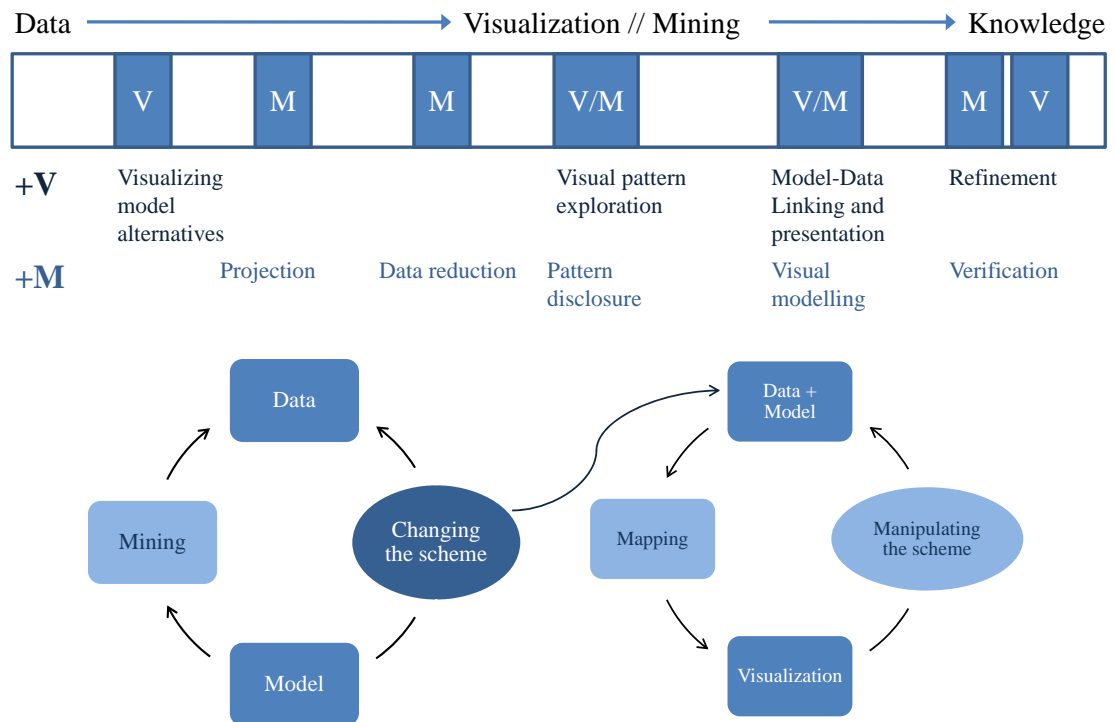 Data Visualization // Mining Knowledge
V M M V/M V/M M V
+V
Visualizing
model
alternatives
Visual pattern
exploration
Model-Data
Linking and
presentation
Refinement
+M
Projection
Data reduction
Pattern
disclosure
Visual
modelling
Verification
Data
Mining
Changing
the scheme
Model
Data +
Model
Mapping
Manipulating
the scheme
Visualization